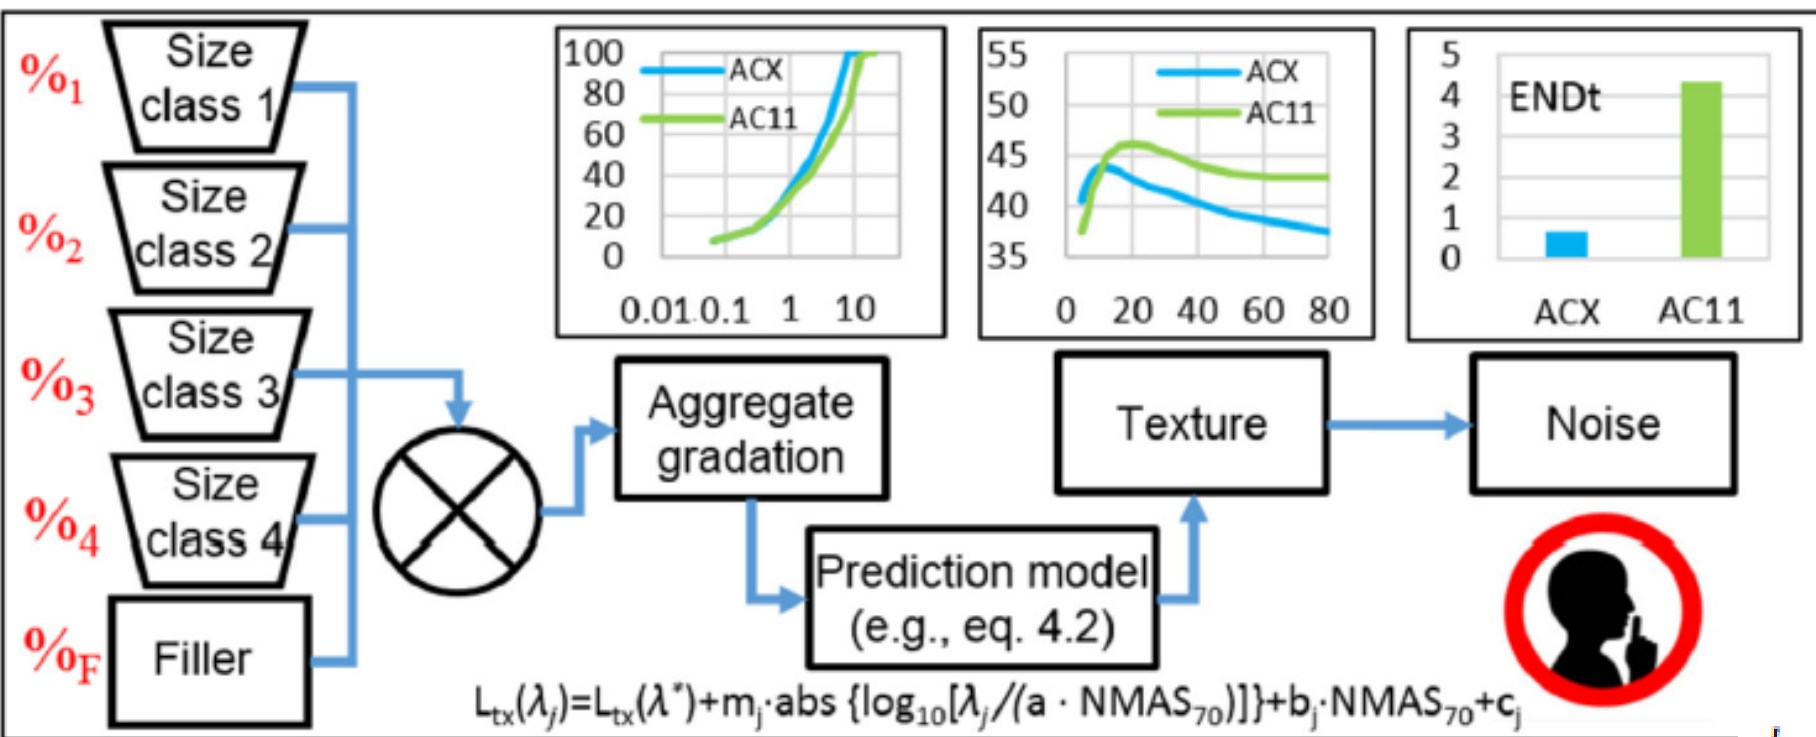 %1
Size
class 1
%2
Size
class 2
%3
Size
class 3
%4
Size
class 4
%F
Filler
100
80
60
40
20
0
ACX
AC11
0.01 0.1 1 10
55
50
45
40
35
ACX
AC11
0 20 40 60 80
5
4
3
2
1
0
ENDt
ACX AC11
Aggregate
gradation
Prediction model
(e.g., eq. 4.2)
Texture
Noise
Ltx(λj)=Ltx(λ*)+mj·abs {log10[λj/(a · NMAS70)]}+bj·NMAS70+cj